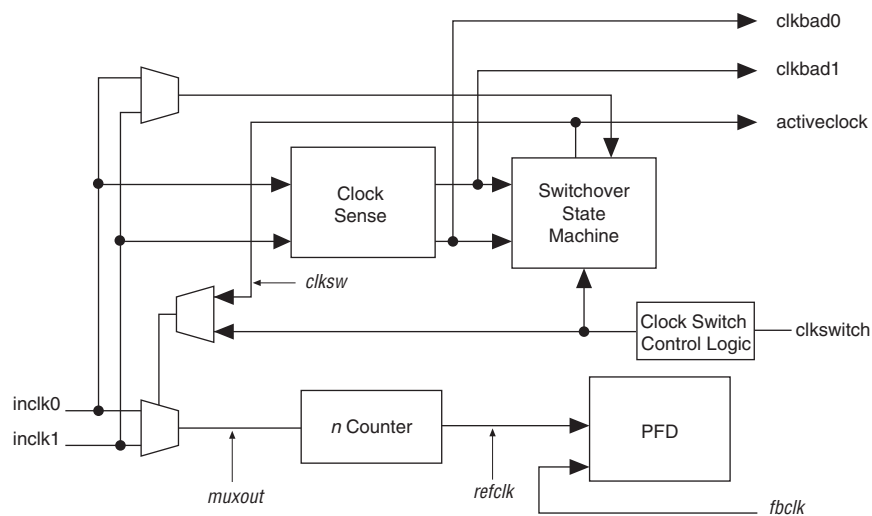 clkbad0
clkbad1
activeclock
Clock
Sense
Switchover
State
Machine
clksw
Clock Switch
Control Logic
clkswitch
inclk0
inclk1
n Counter
PFD
muxout
refclk
fbclk